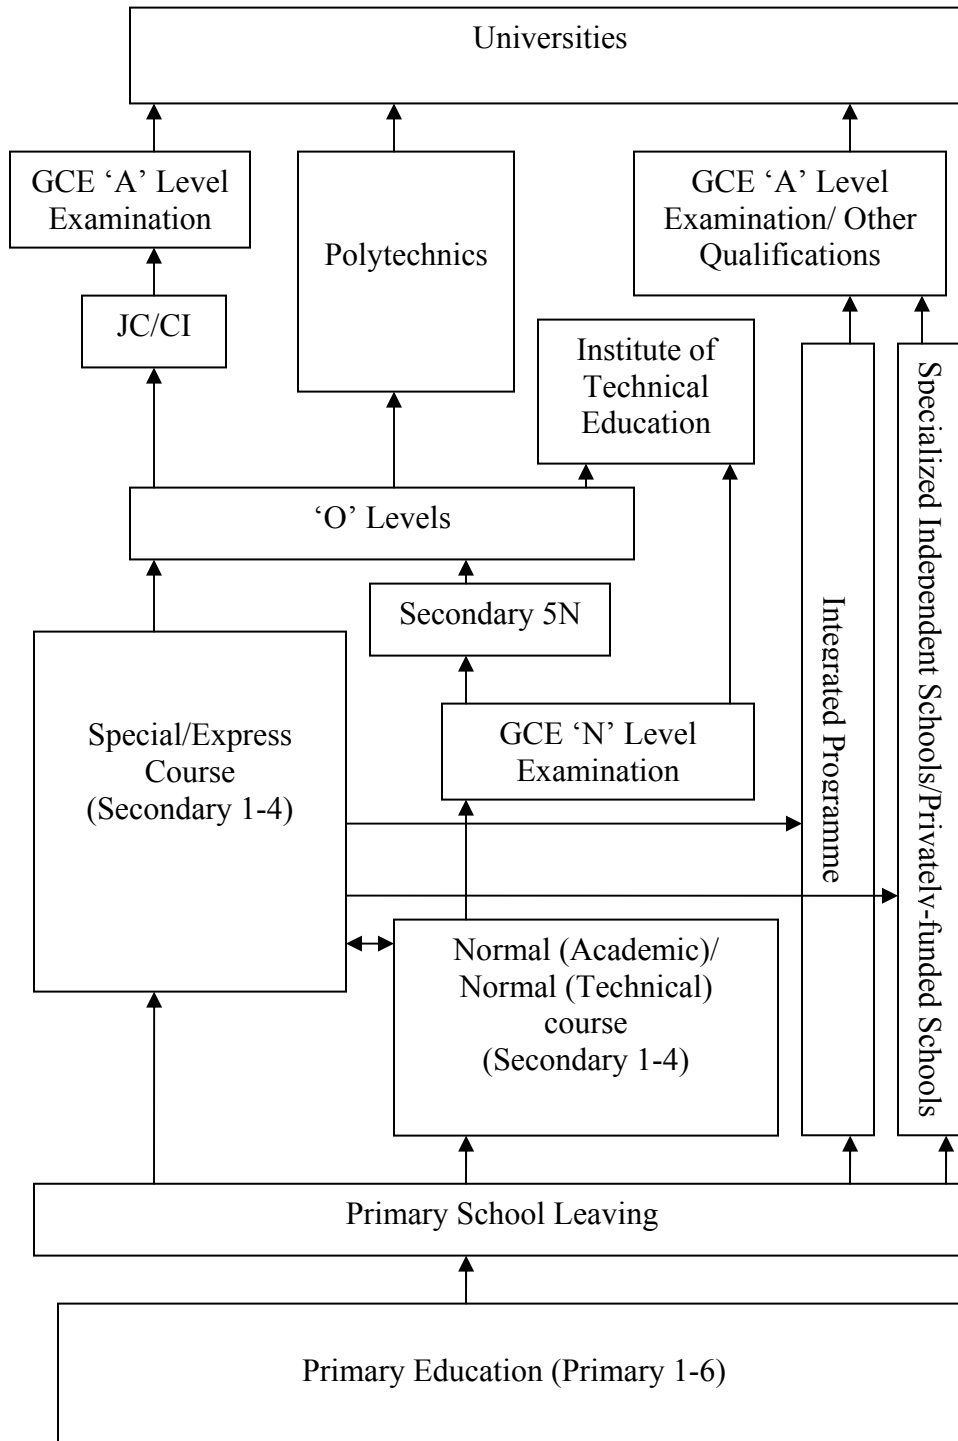 Universities
GCE ‘A’ Level
Examination
Polytechnics
GCE ‘A’ Level
Examination/ Other
Qualifications
JC/CI
Institute of
Technical
Education
‘O’ Levels
Secondary 5N
Special/Express
Course
(Secondary 1-4)
GCE ‘N’ Level
Examination
Integrated Programme
Specialized Independent Schools/Privately-funded Schools
Normal (Academic)/
Normal (Technical)
course
(Secondary 1-4)
Primary School Leaving
Primary Education (Primary 1-6)